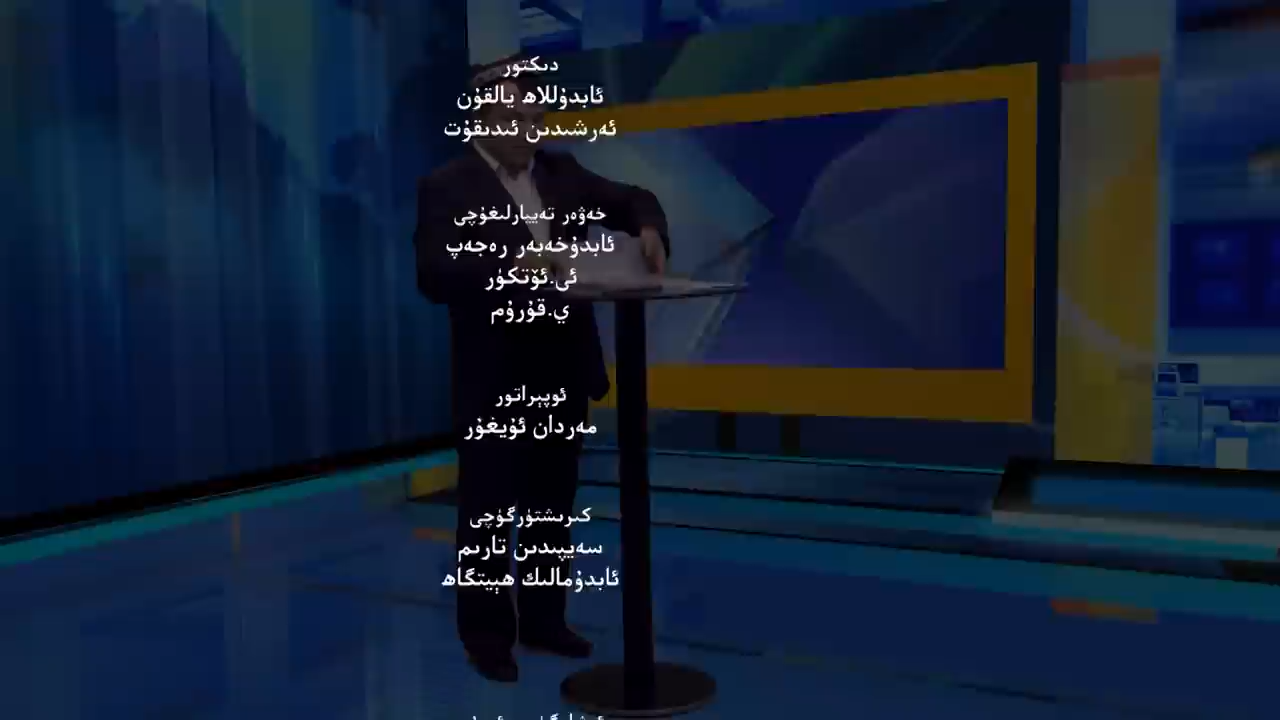 دىكتور
ئابدۇللاھ يالقۇن
ئەرشىدىن ئىدىقۇت
خەۋەر تەييارلىغۇچى
ئابدۇخەبەر رەجەپ
ئى.ئۆتكۈر
ي.قۇرۇم
ئوپېراتور
مەردان ئۇيغۇر
كىرىشتۈرگۈچى
سەيپىدىن تارىم
ئابدۇمالىك ھېيتگاھ